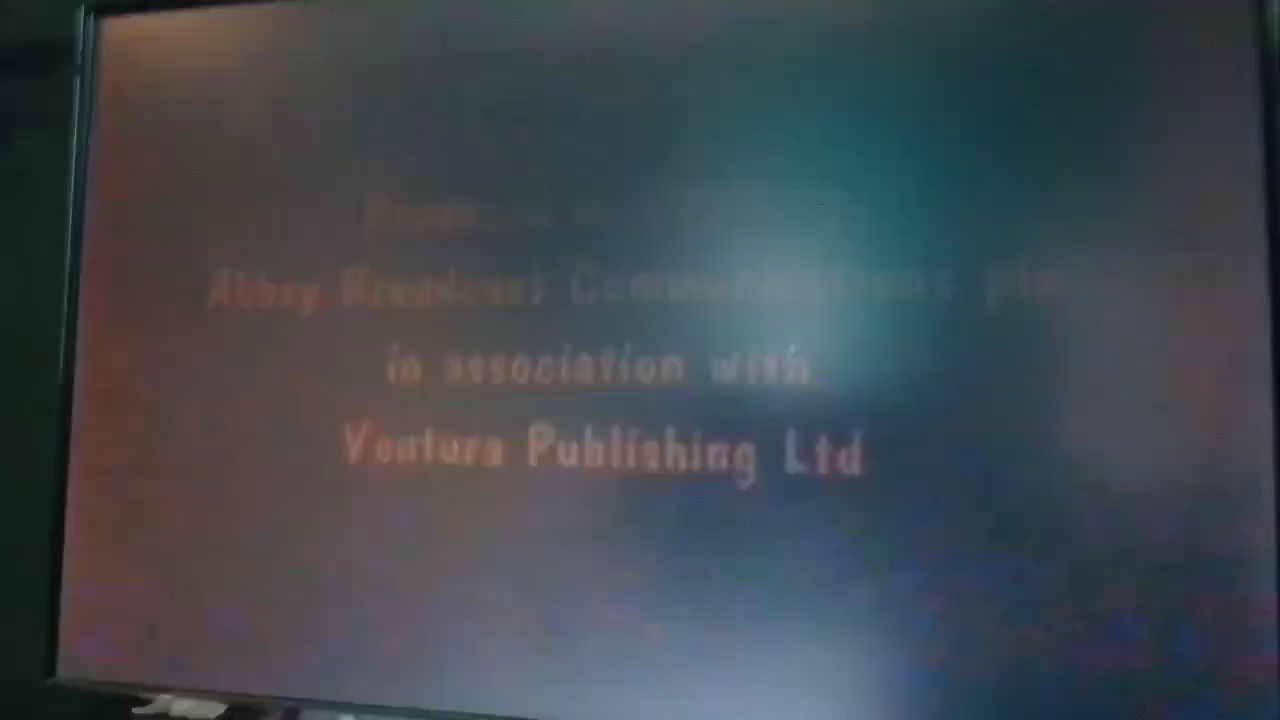 Abbey Broadcast Communications plc
in association with
Ventura Publishing Ltd